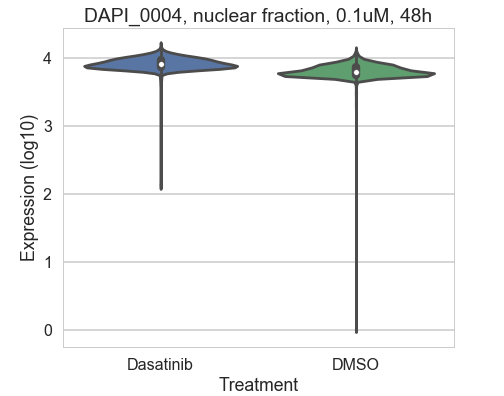 DAPI_0004, nuclear fraction, 0.1uM, 48h
Expression (log10)
4
3
2
1
0
Dasatinib DMSO
Treatment